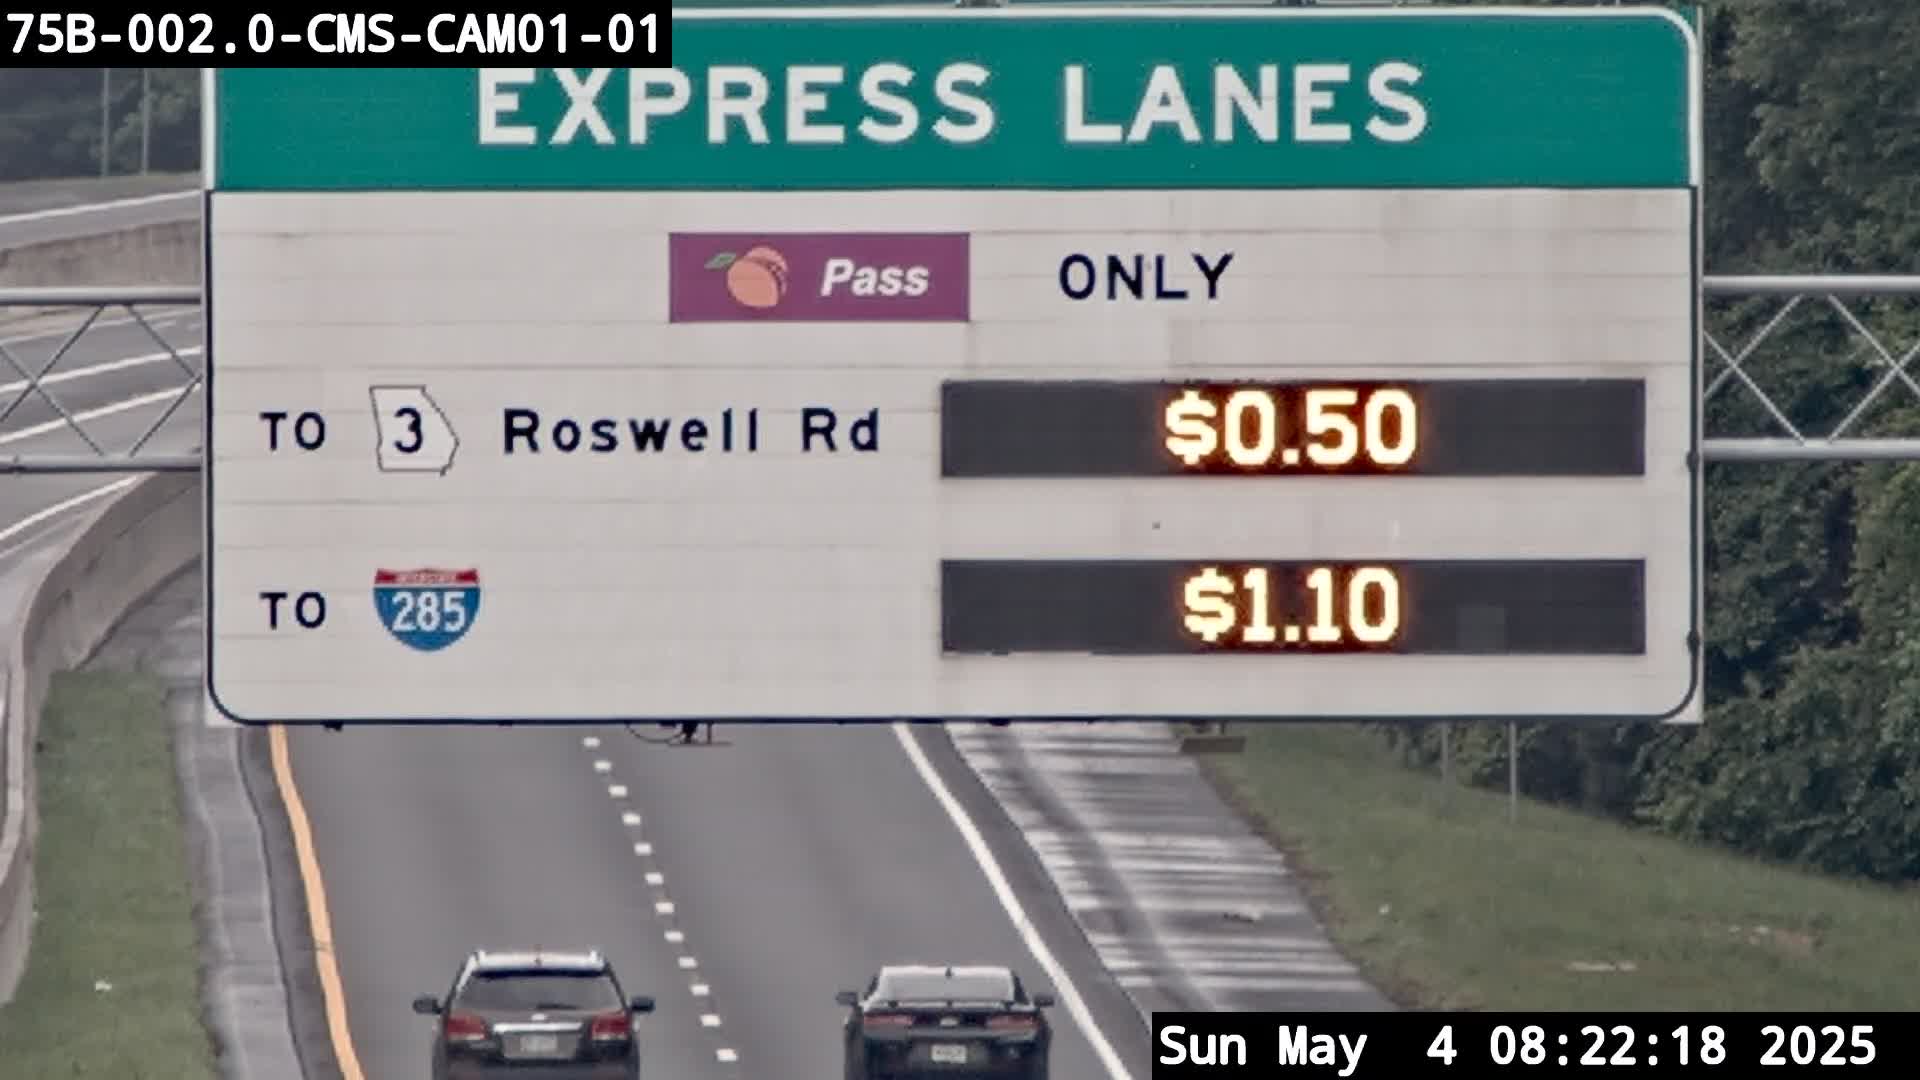 75B-002.0-CMS-CAM01-01
EXPRESS LANES
Pass ONLY
TO 3 Roswell Rd $0.50
INTERSTATE
TO 285 $1.10
Sun May 4 08:22:18 2025